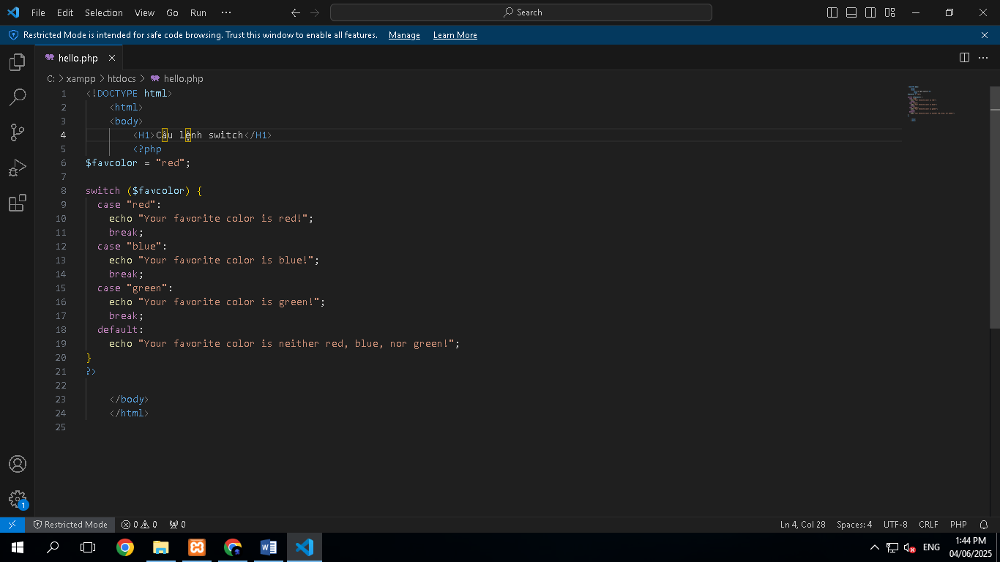 File Edit Selection View Go Run ··· Search
Restricted Mode is intended for safe code browsing. Trust this window to enable all features. Manage Learn More
hello.php
C: > xampp > htdocs > hello.php
1 <!DOCTYPE html>
2 <html>
3 <body>
4 <H1>Câu lệnh switch</H1>
5 <?php
6 $favcolor = "red";
7
8 switch ($favcolor) {
9 case "red":
10 echo "Your favorite color is red!";
11 break;
12 case "blue":
13 echo "Your favorite color is blue!";
14 break;
15 case "green":
16 echo "Your favorite color is green!";
17 break;
18 default:
19 echo "Your favorite color is neither red, blue, nor green!";
20 }
21 ?>
22
23 </body>
24 </html>
25
1
Restricted Mode 0 0 0 Ln 4, Col 28 Spaces: 4 UTF-8 CRLF PHP
ENG 1:44 PM
04/06/2025